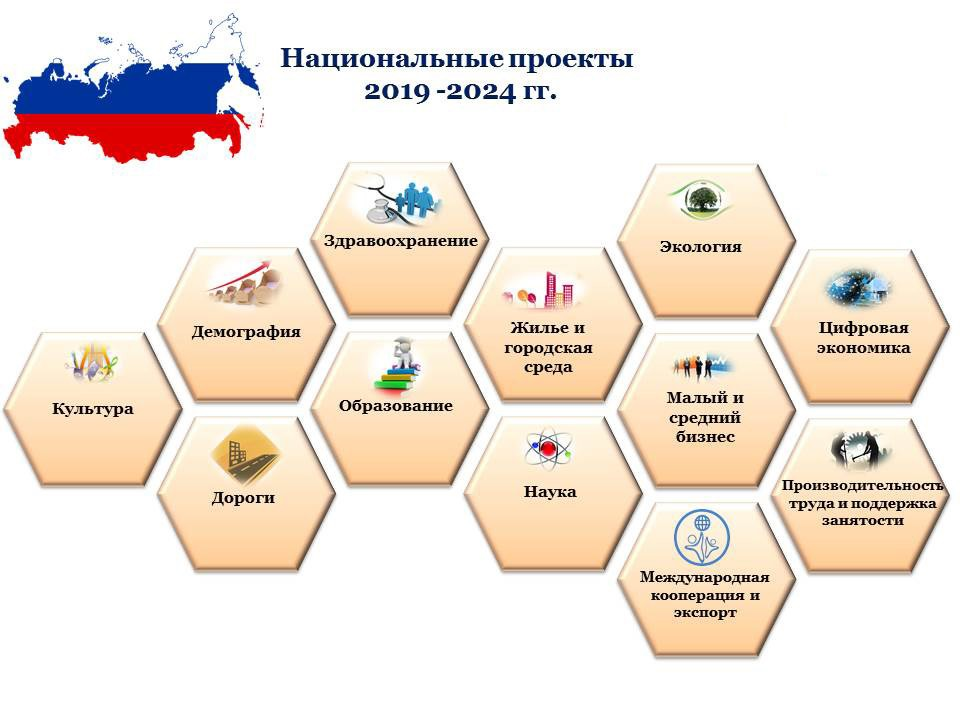 Национальные проекты
2019 -2024 гг.
Здравоохранение
Экология
Демография
Жилье и
городская
среда
Цифровая
экономика
Культура
Образование
Малый и
средний
бизнес
Дороги
Наука
Производительность
труда и поддержка
занятости
Международная
кооперация и
экспорт